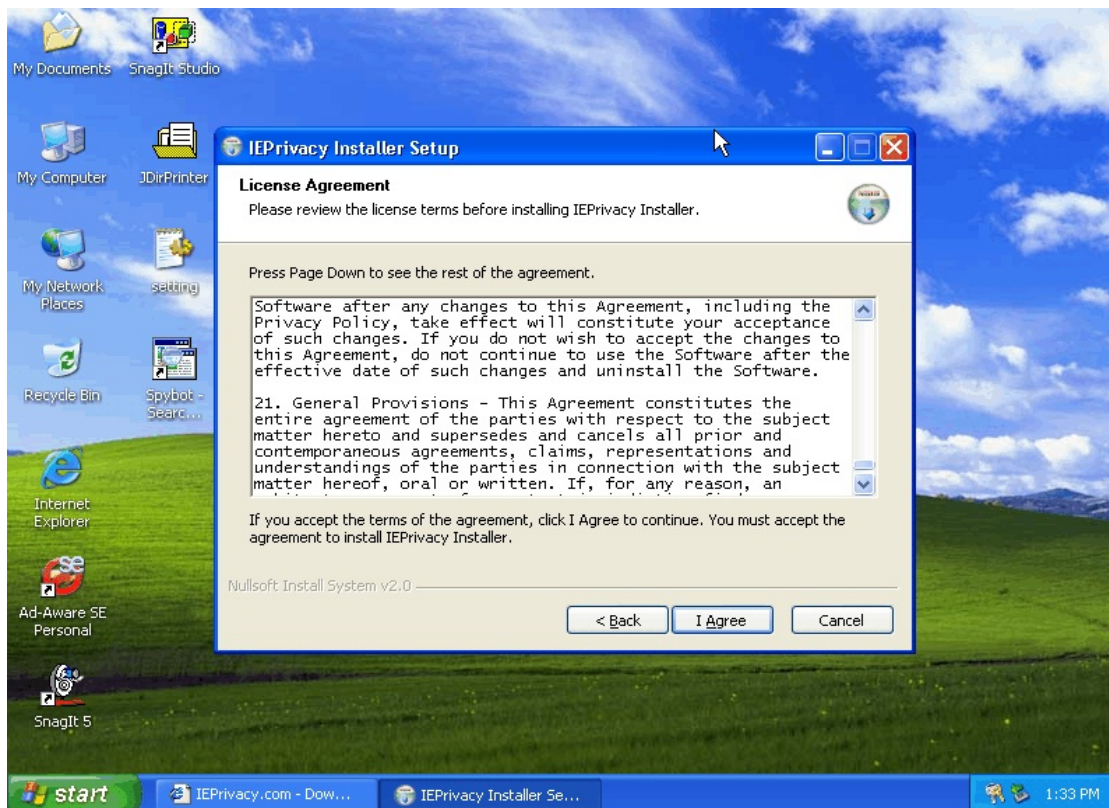 My Documents
SnagIt Studio
My Computer
JDirPrinter
My Network
Places
setting
Recycle Bin
Spybot -
Searc...
Internet
Explorer
Ad-Aware SE
Personal
SnagIt 5
IEPrivacy Installer Setup
License Agreement
Please review the license terms before installing IEPrivacy Installer.
Press Page Down to see the rest of the agreement.
Software after any changes to this Agreement, including the
Privacy Policy, take effect will constitute your acceptance
of such changes. If you do not wish to accept the changes to
this Agreement, do not continue to use the Software after the
effective date of such changes and uninstall the Software.
21. General Provisions - This Agreement constitutes the
entire agreement of the parties with respect to the subject
matter hereto and supersedes and cancels all prior and
contemporaneous agreements, claims, representations and
understandings of the parties in connection with the subject
matter hereof, oral or written. If, for any reason, an
If you accept the terms of the agreement, click I Agree to continue. You must accept the
agreement to install IEPrivacy Installer.
Nullsoft Install System v2.0
< Back
I Agree
Cancel
start
IEPrivacy.com - Dow...
IEPrivacy Installer Se...
1:33 PM